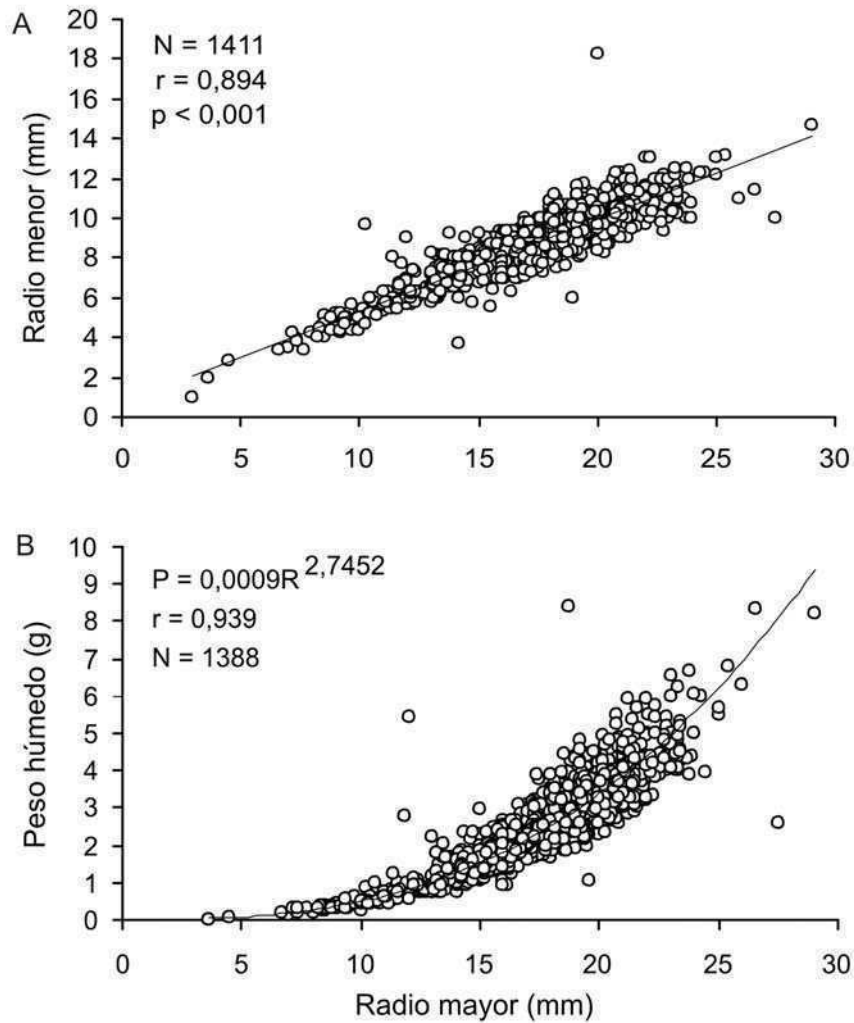 A
N = 1411
r = 0,894
p < 0,001
Radio menor (mm)
20
18
16
14
12
10
8
6
4
2
0
0 5 10 15 20 25 30
B
P = 0,0009R^2,7452
r = 0,939
N = 1388
Peso húmedo (g)
10
9
8
7
6
5
4
3
2
1
0
0 5 10 15 20 25 30
Radio mayor (mm)